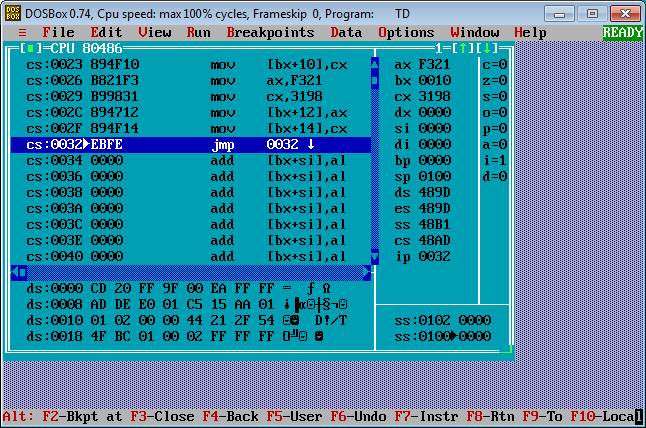 DOSBox 0.74, Cpu speed: max 100% cycles, Frameskip 0, Program: TD
≡ File Edit View Run Breakpoints Data Options Window Help READY
[■]=CPU 80486 1=[↑][↓]
cs:0023 894F10 mov [bx+10],cx ax F321 c=0
cs:0026 B821F3 mov ax,F321 bx 0010 z=0
cs:0029 B99831 mov cx,3198 cx 3198 s=0
cs:002C 894712 mov [bx+12],ax dx 0000 o=0
cs:002F 894F14 mov [bx+14],cx si 0000 p=0
cs:0032►EBFE jmp 0032 ↓ di 0000 a=0
cs:0034 0000 add [bx+si],al bp 0000 i=1
cs:0036 0000 add [bx+si],al sp 0100 d=0
cs:0038 0000 add [bx+si],al ds 489D
cs:003A 0000 add [bx+si],al es 489D
cs:003C 0000 add [bx+si],al ss 48B1
cs:003E 0000 add [bx+si],al cs 48AD
cs:0040 0000 add [bx+si],al ip 0032
ds:0000 CD 20 FF 9F 00 EA FF FF = ƒ Ω
ds:0008 AD DE E0 01 C5 15 AA 01 ¡▐α☺┼§¬☺
ds:0010 01 02 00 00 44 21 2F 54 ☺☻ D!/T ss:0102 0000
ds:0018 4F BC 01 00 02 FF FF FF O╝☺ ☻ ss:0100►0000
Alt: F2-Bkpt at F3-Close F4-Back F5-User F6-Undo F7-Instr F8-Rtn F9-To F10-Local